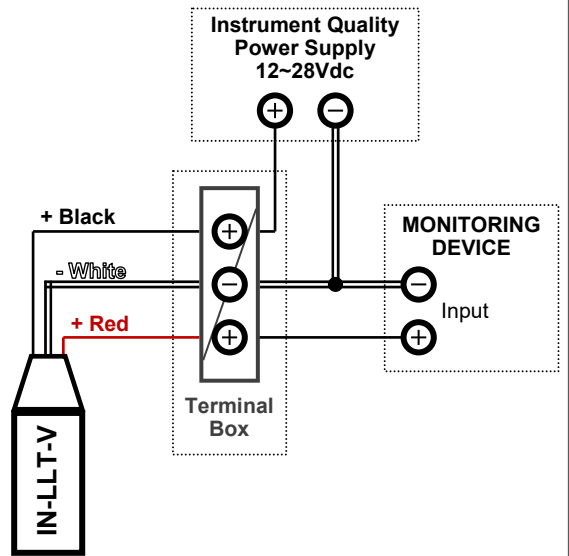 Instrument Quality
Power Supply
12~28Vdc
+ −
+ Black
- White
+ Red
+
−
+
Terminal
Box
MONITORING
DEVICE
−
Input
+
IN-LLT-V